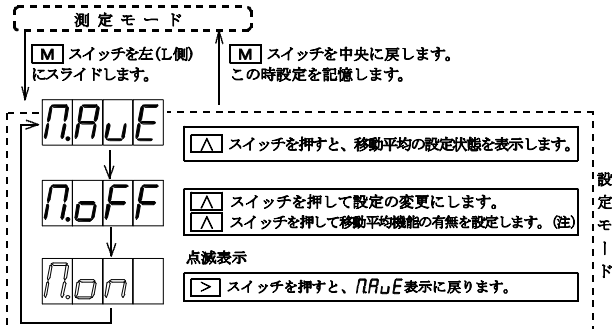 測定モード
M スイッチを左(L側)
にスライドします。
M スイッチを中央に戻します。
この時設定を記憶します。
П.AυE
∧ スイッチを押すと、移動平均の設定状態を表示します。
П.oFF
∧ スイッチを押して設定の変更にします。
∧ スイッチを押して移動平均機能の有無を設定します。(注)
点滅表示
П.on
> スイッチを押すと、П.AυE表示に戻ります。
設定モード